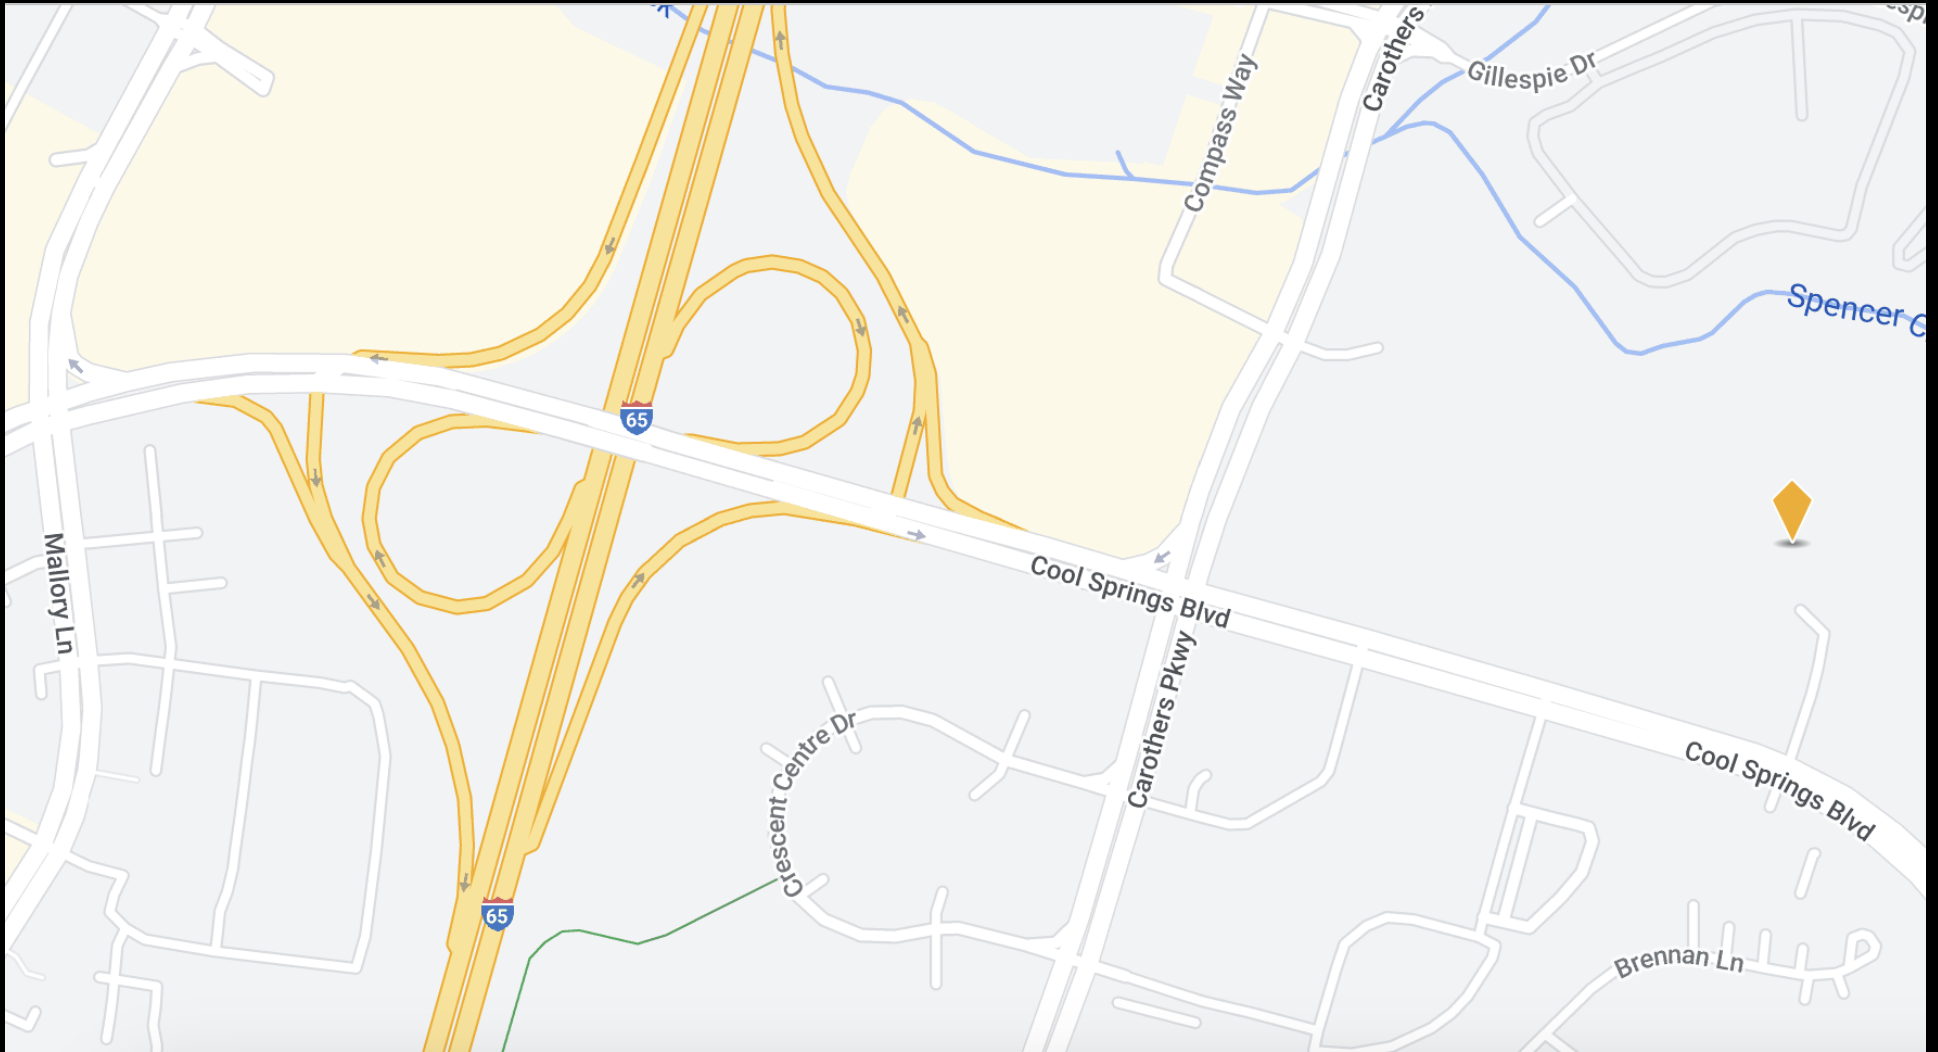 Carothers
Gillespie Dr
Compass Way
Spencer C
65
Mallory Ln
Cool Springs Blvd
Carothers Pkwy
Crescent Centre Dr
Cool Springs Blvd
65
Brennan Ln